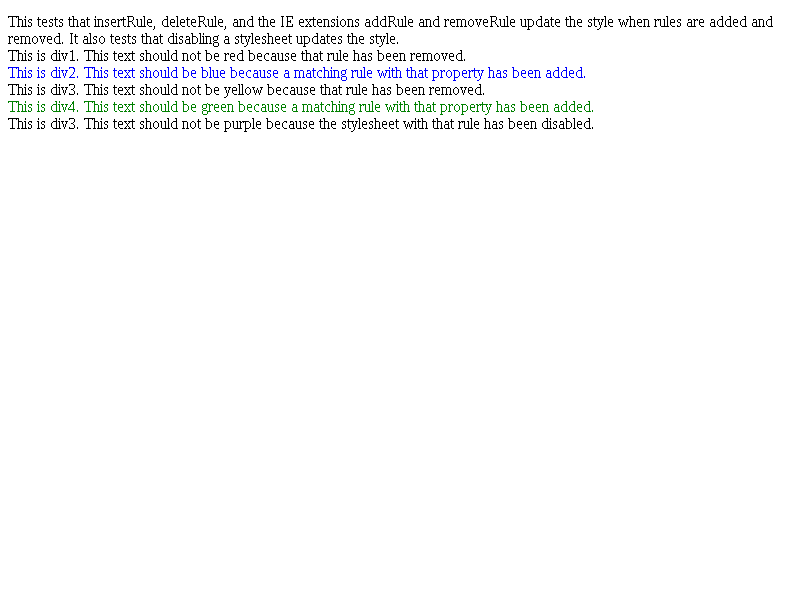 This tests that insertRule, deleteRule, and the IE extensions addRule and removeRule update the style when rules are added and
removed. It also tests that disabling a stylesheet updates the style.
This is div1. This text should not be red because that rule has been removed.
This is div2. This text should be blue because a matching rule with that property has been added.
This is div3. This text should not be yellow because that rule has been removed.
This is div4. This text should be green because a matching rule with that property has been added.
This is div3. This text should not be purple because the stylesheet with that rule has been disabled.